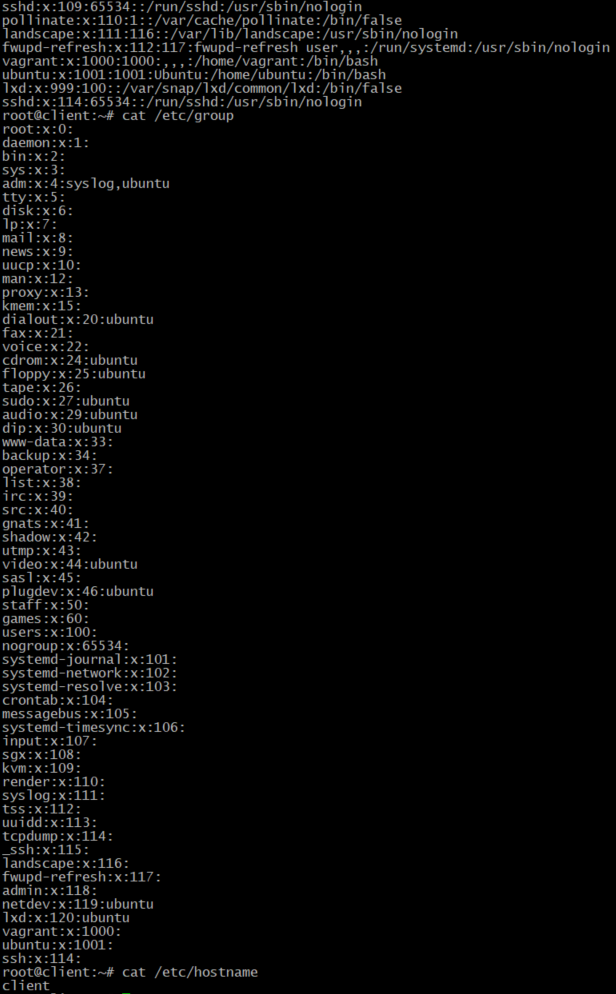 sshd:x:109:65534::/run/sshd:/usr/sbin/nologin
pollinate:x:110:1::/var/cache/pollinate:/bin/false
landscape:x:111:116::/var/lib/landscape:/usr/sbin/nologin
fwupd-refresh:x:112:117:fwupd-refresh user,,,:/run/systemd:/usr/sbin/nologin
vagrant:x:1000:1000:,,,:/home/vagrant:/bin/bash
ubuntu:x:1001:1001:Ubuntu:/home/ubuntu:/bin/bash
lxd:x:999:100::/var/snap/lxd/common/lxd:/bin/false
sshd:x:114:65534::/run/sshd:/usr/sbin/nologin
root@client:~# cat /etc/group
root:x:0:
daemon:x:1:
bin:x:2:
sys:x:3:
adm:x:4:syslog,ubuntu
tty:x:5:
disk:x:6:
lp:x:7:
mail:x:8:
news:x:9:
uucp:x:10:
man:x:12:
proxy:x:13:
kmem:x:15:
dialout:x:20:ubuntu
fax:x:21:
voice:x:22:
cdrom:x:24:ubuntu
floppy:x:25:ubuntu
tape:x:26:
sudo:x:27:ubuntu
audio:x:29:ubuntu
dip:x:30:ubuntu
www-data:x:33:
backup:x:34:
operator:x:37:
list:x:38:
irc:x:39:
src:x:40:
gnats:x:41:
shadow:x:42:
utmp:x:43:
video:x:44:ubuntu
sasl:x:45:
plugdev:x:46:ubuntu
staff:x:50:
games:x:60:
users:x:100:
nogroup:x:65534:
systemd-journal:x:101:
systemd-network:x:102:
systemd-resolve:x:103:
crontab:x:104:
messagebus:x:105:
systemd-timesync:x:106:
input:x:107:
sgx:x:108:
kvm:x:109:
render:x:110:
syslog:x:111:
tss:x:112:
uuidd:x:113:
tcpdump:x:114:
_ssh:x:115:
landscape:x:116:
fwupd-refresh:x:117:
admin:x:118:
netdev:x:119:ubuntu
lxd:x:120:ubuntu
vagrant:x:1000:
ubuntu:x:1001:
ssh:x:114:
root@client:~# cat /etc/hostname
client